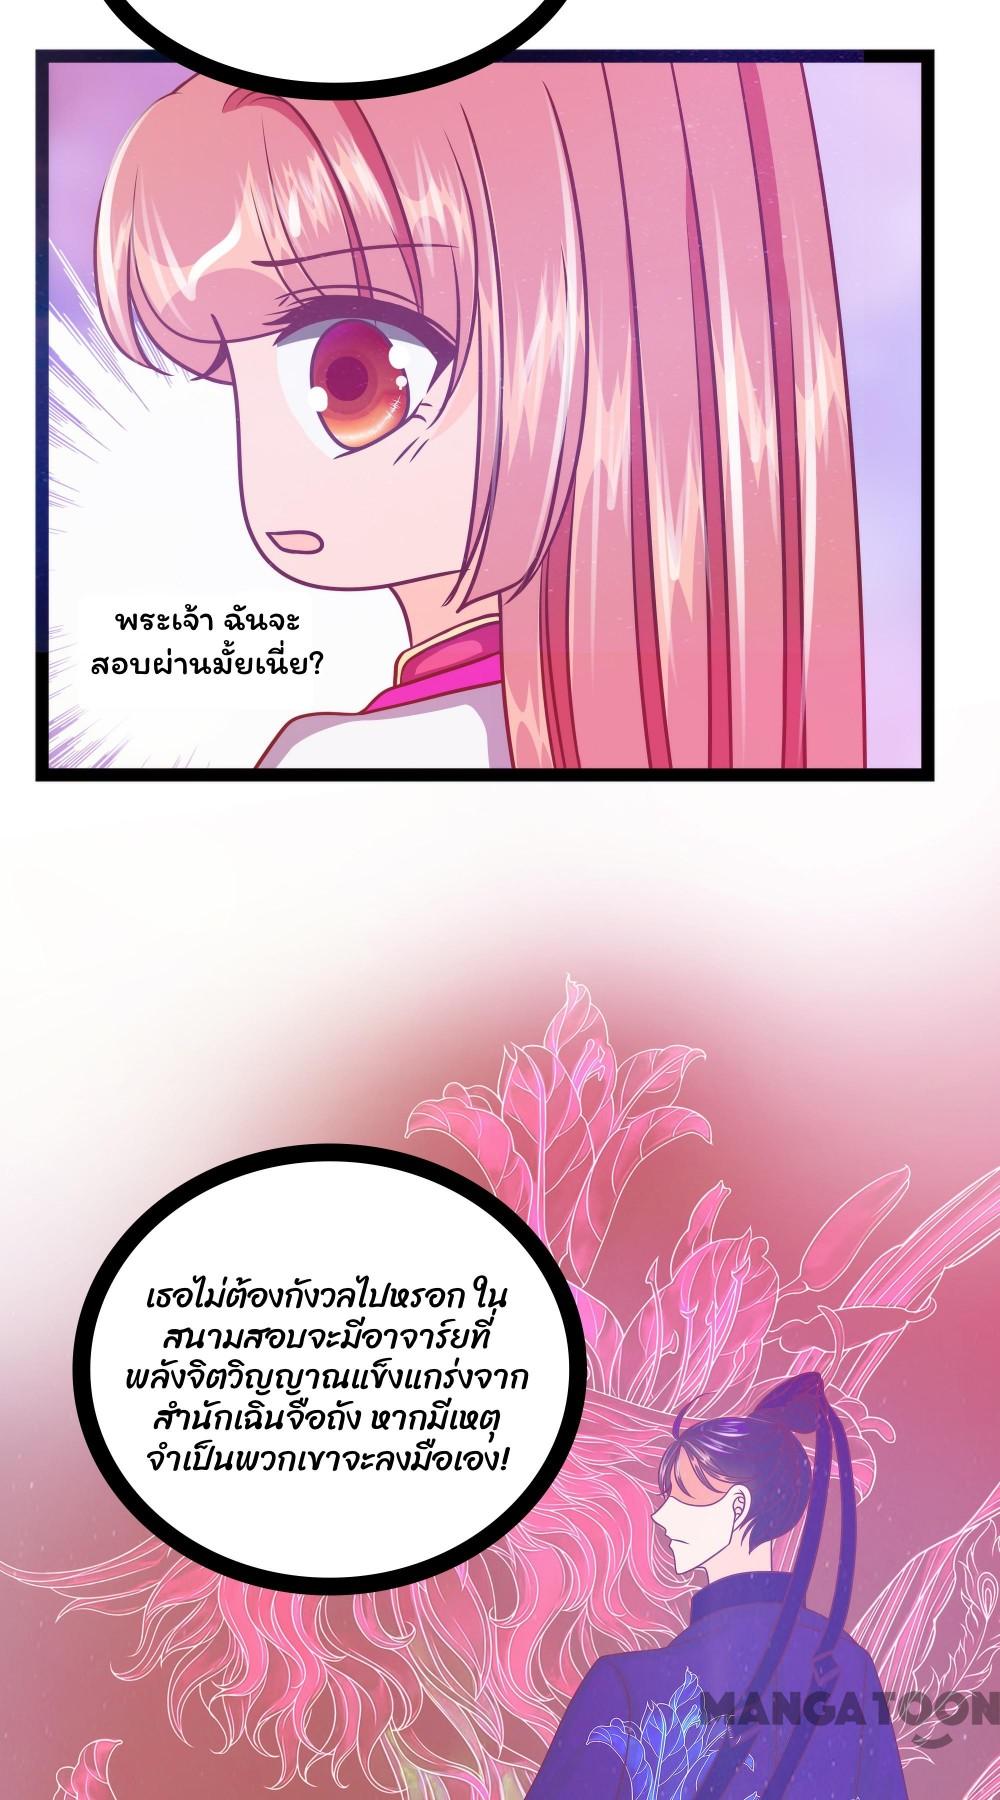 พระเจ้า ฉันจะ
สอบผ่านมั้ยเนี่ย?
เธอไม่ต้องกังวลไปหรอก ใน
สนามสอบจะมีอาจาร์ยที่
พลังจิตวิญญาณแข็งแกร่งจาก
สำนักเฉินจือถัง หากมีเหตุ
จำเป็นพวกเขาจะลงมือเอง!
MANGATOON